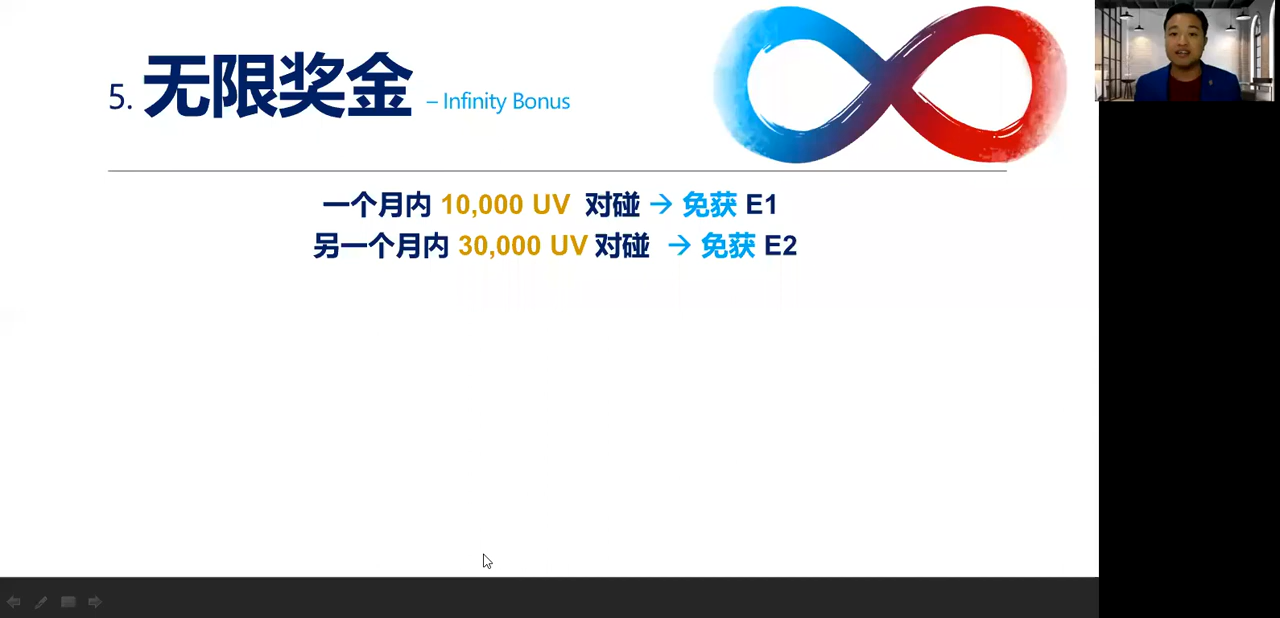 5. 无限奖金 – Infinity Bonus
一个月内 10,000 UV 对碰 → 免获 E1
另一个月内 30,000 UV 对碰 → 免获 E2